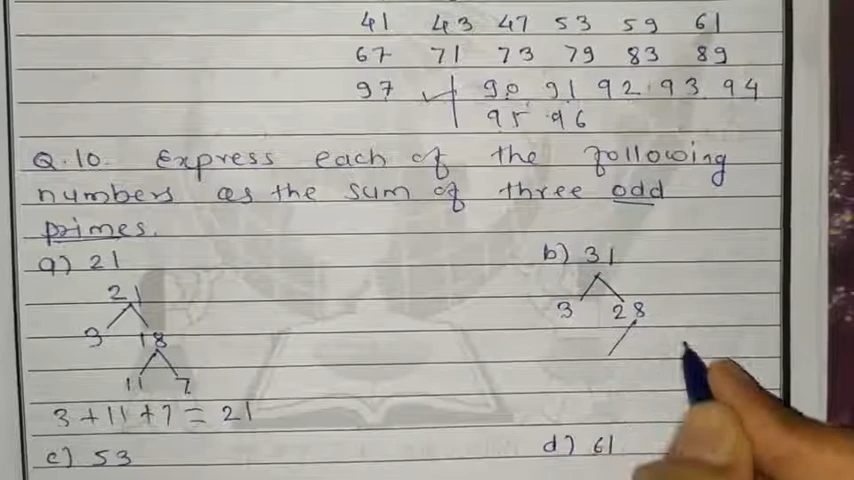 41 43 47 53 59 61
67 71 73 79 83 89
97 90 91 92 93 94
95 96
Q.10. Express each of the following
numbers as the sum of three odd
primes.
a) 21 b) 31
21
3 28
3 18
11 7
3 + 11 + 7 = 21
c) 53 d) 61